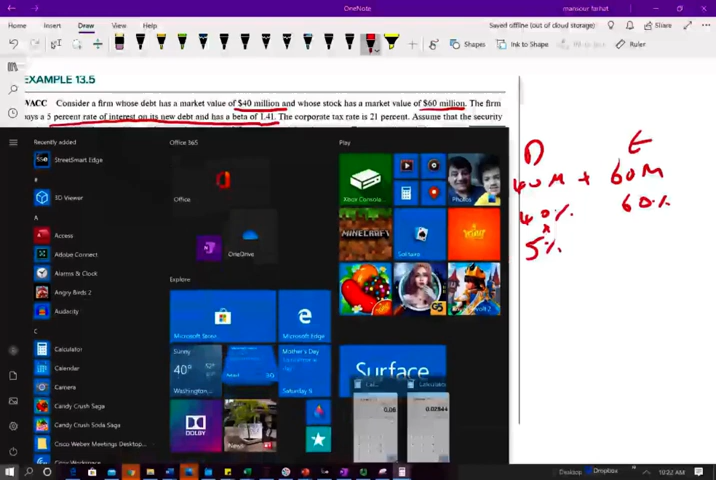 OneNote
mansour farhat
Home
Insert
Draw
View
Help
Saved offline (out of cloud storage)
Share
Shapes
Ink to Shape
Ruler
EXAMPLE 13.5
WACC Consider a firm whose debt has a market value of $40 million and whose stock has a market value of $60 million. The firm
pays a 5 percent rate of interest on its new debt and has a beta of 1.41. The corporate tax rate is 21 percent. Assume that the security
Recently added
StreetSmart Edge
#
3D Viewer
A
Access
Adobe Connect
Alarms & Clock
Angry Birds 2
Audacity
C
Calculator
Calendar
Camera
Candy Crush Saga
Candy Crush Soda Saga
Cisco Webex Meetings Desktop...
Office 365
Office
OneDrive
Explore
Microsoft Store
Microsoft Edge
Sunny
40°
Washington,...
Mother's Day
Saturday 9
DOLBY
News
Play
Xbox Console...
Photos
MINECRAFT
Solitaire
King
Surface
Calculator
0.06
0.02844
D E
40M + 60M
40% 60%
x
5%
Desktop
Dropbox
10:22 AM